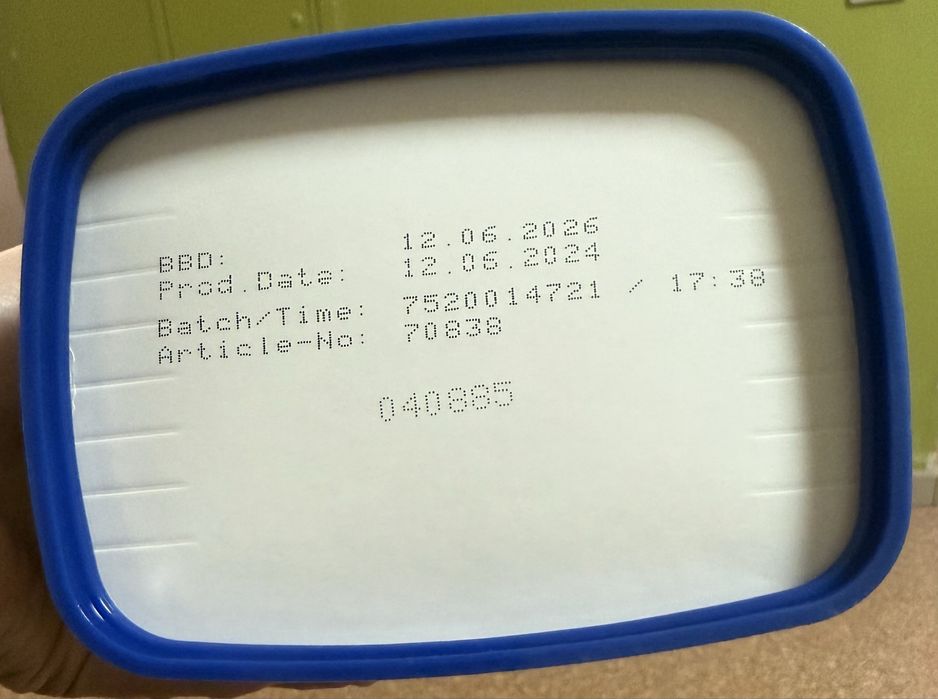 BBD: 12.06.2026
Prod.Date: 12.06.2024
Batch/Time: 7520014721 / 17:38
Article-No: 70838
040885